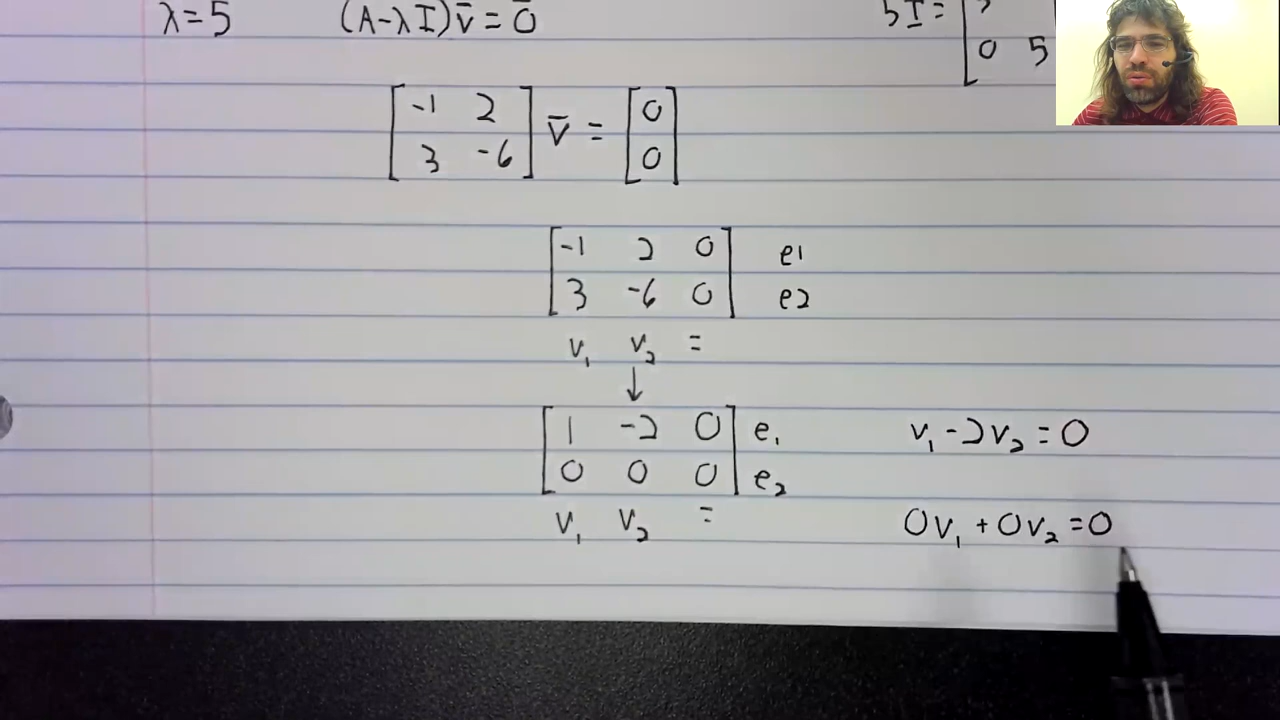 λ=5 (A-λI)v̄ = 0̄ 5I = [
0 5
[-1 2
3 -6] v̄ = [0
0]
[-1 2 0] e1
[3 -6 0] e2
v₁ v₂ =
↓
[1 -2 0] e₁ v₁ - 2v₂ = 0
[0 0 0] e₂
v₁ v₂ = 0v₁ + 0v₂ = 0